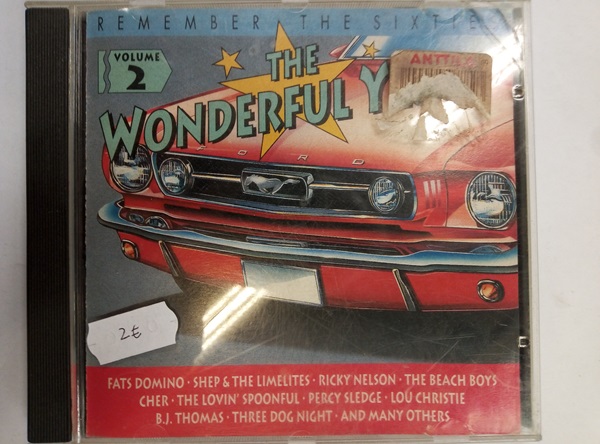 REMEMBER · THE SIXTIES
VOLUME
2
THE
WONDERFUL Y
ANTTILA
FORD
2€
FATS DOMINO · SHEP & THE LIMELITES · RICKY NELSON · THE BEACH BOYS
CHER · THE LOVIN' SPOONFUL · PERCY SLEDGE · LOU CHRISTIE
B.J. THOMAS · THREE DOG NIGHT · AND MANY OTHERS